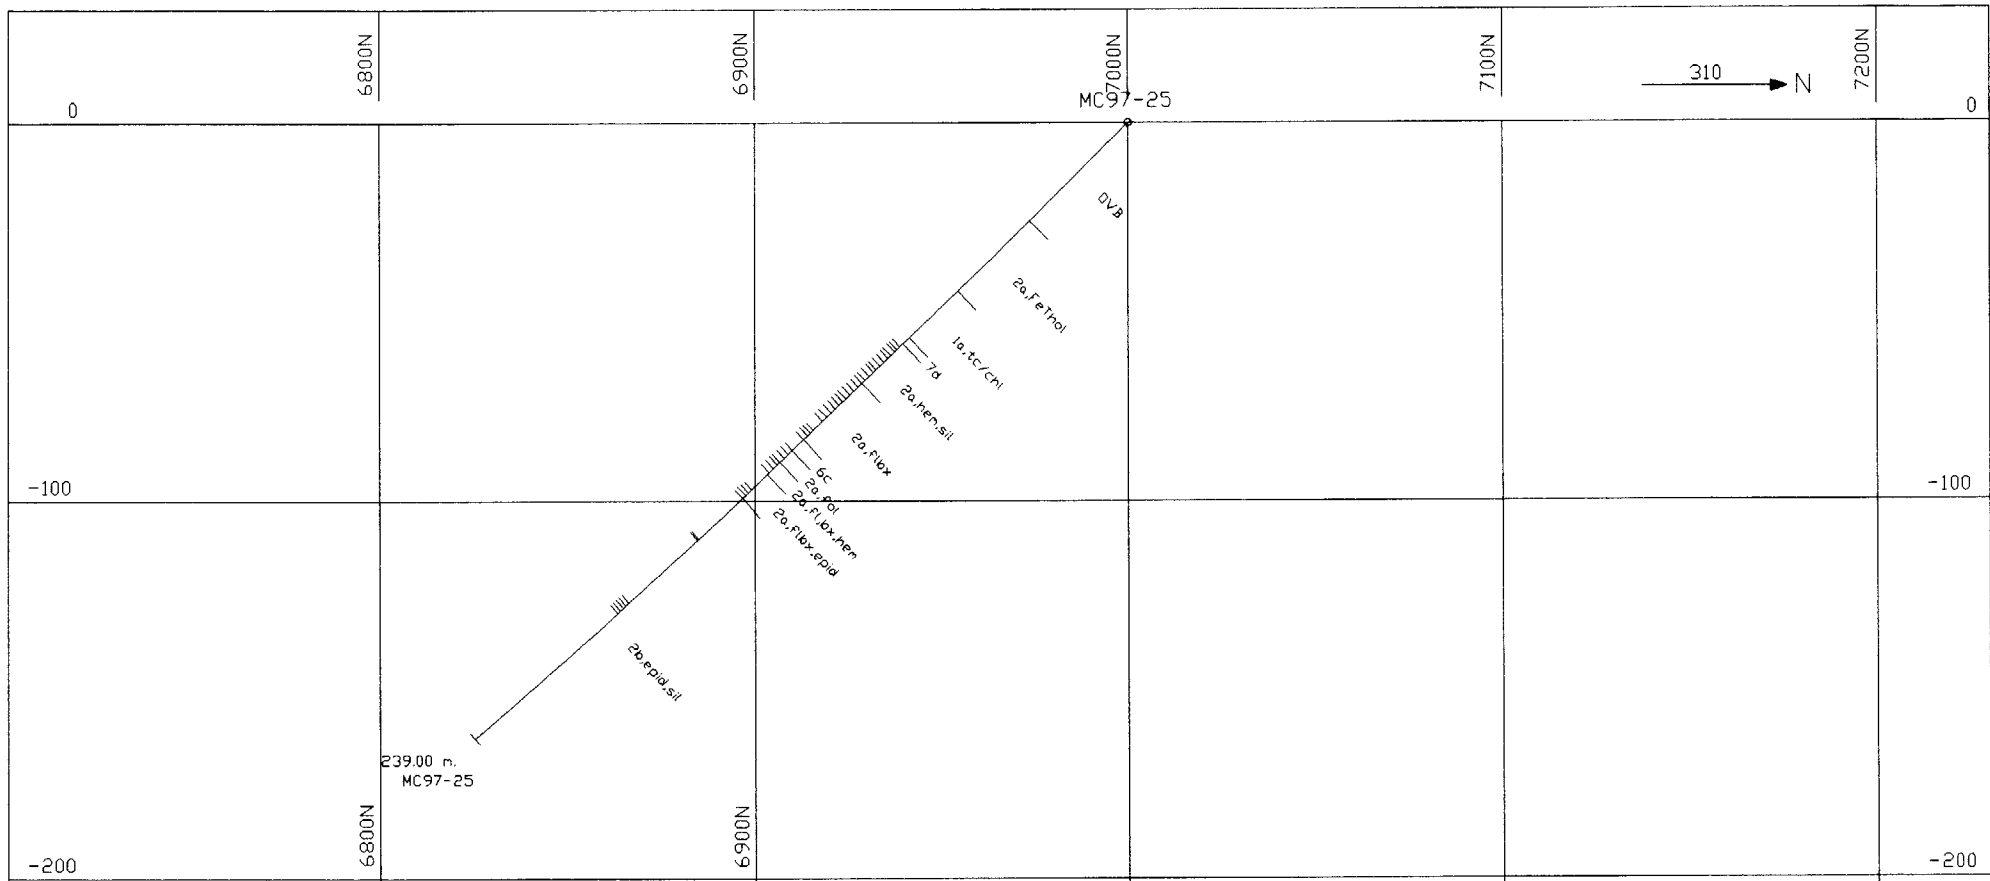 6800N
6900N
7000N
7100N
7200N
310
N
MC97-25
0
0
OVB
2a,FeThol
1a,tc/chl
7d
2a,hem,sil
2a,flbx
6c
2a,fol
2a,fl,bx,hem
2a,flbx,epid
-100
-100
2b,epid,sil
239.00 m.
MC97-25
6800N
6900N
-200
-200